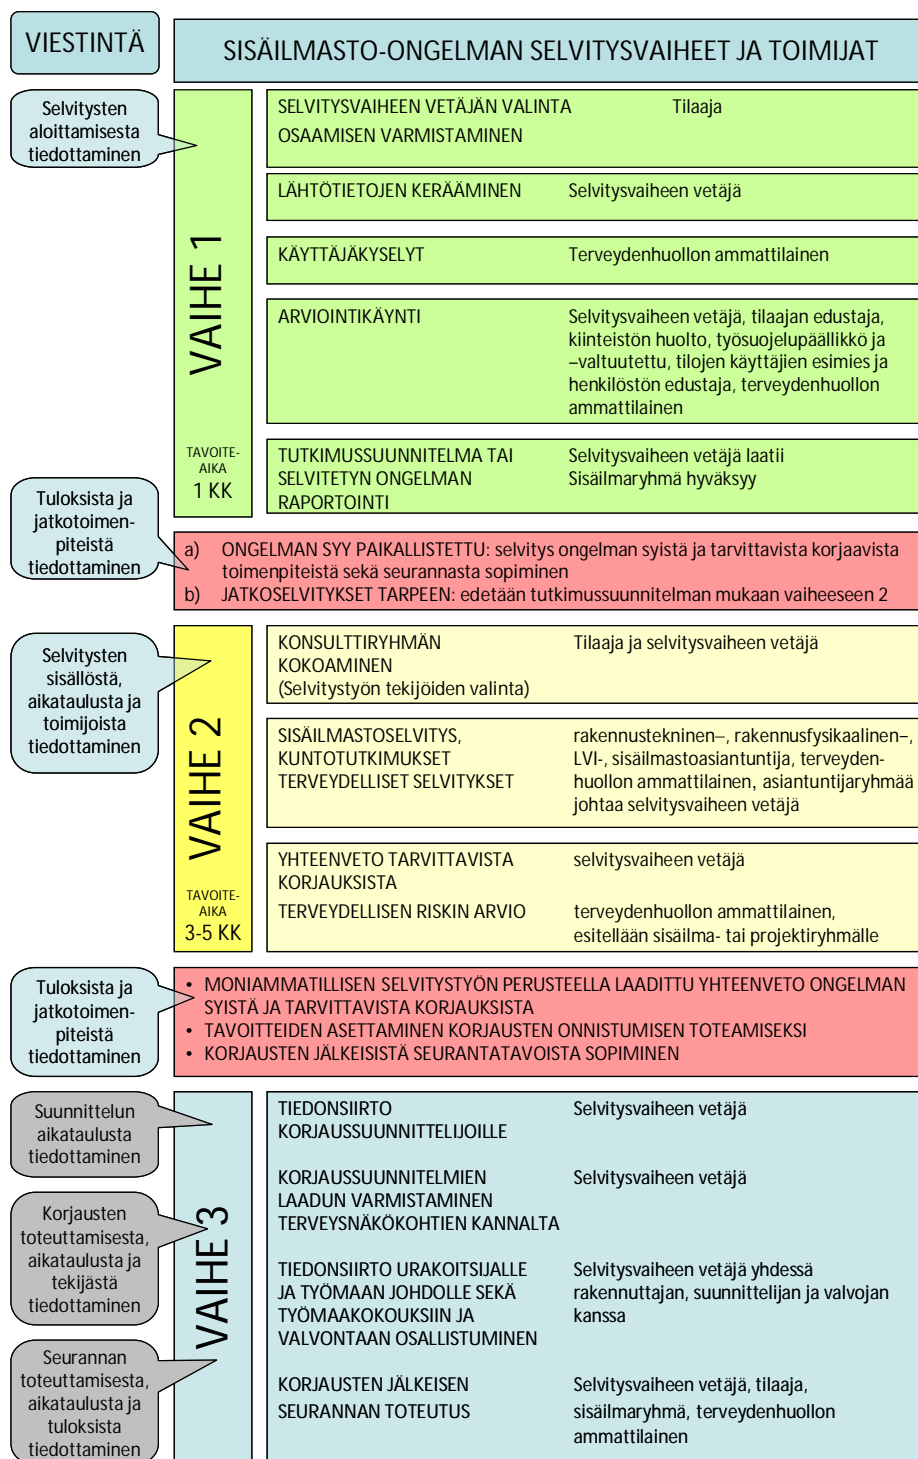 VIESTINTÄ
SISÄILMASTO-ONGELMAN SELVITYSVAIHEET JA TOIMIJAT
Selvitysten
aloittamisesta
tiedottaminen
VAIHE 1
TAVOITE-
AIKA
1 KK
SELVITYSVAIHEEN VETÄJÄN VALINTA Tilaaja
OSAAMISEN VARMISTAMINEN
LÄHTÖTIETOJEN KERÄÄMINEN Selvitysvaiheen vetäjä
KÄYTTÄJÄKYSELYT Terveydenhuollon ammattilainen
ARVIOINTIKÄYNTI Selvitysvaiheen vetäjä, tilaajan edustaja,
kiinteistön huolto, työsuojelupäällikkö ja
–valtuutettu, tilojen käyttäjien esimies ja
henkilöstön edustaja, terveydenhuollon
ammattilainen
TUTKIMUSSUUNNITELMA TAI Selvitysvaiheen vetäjä laatii
SELVITETYN ONGELMAN Sisäilmaryhmä hyväksyy
RAPORTOINTI
Tuloksista ja
jatkotoimen-
piteistä
tiedottaminen
a) ONGELMAN SYY PAIKALLISTETTU: selvitys ongelman syistä ja tarvittavista korjaavista
toimenpiteistä sekä seurannasta sopiminen
b) JATKOSELVITYKSET TARPEEN: edetään tutkimussuunnitelman mukaan vaiheeseen 2
Selvitysten
sisällöstä,
aikataulusta ja
toimijoista
tiedottaminen
VAIHE 2
TAVOITE-
AIKA
3-5 KK
KONSULTTIRYHMÄN Tilaaja ja selvitysvaiheen vetäjä
KOKOAMINEN
(Selvitystyön tekijöiden valinta)
SISÄILMASTOSELVITYS, rakennustekninen–, rakennusfysikaalinen–,
KUNTOTUTKIMUKSET LVI-, sisäilmastoasiantuntija, terveyden-
TERVEYDELLISET SELVITYKSET huollon ammattilainen, asiantuntijaryhmää
johtaa selvitysvaiheen vetäjä
YHTEENVETO TARVITTAVISTA selvitysvaiheen vetäjä
KORJAUKSISTA
TERVEYDELLISEN RISKIN ARVIO terveydenhuollon ammattilainen,
esitellään sisäilma- tai projektiryhmälle
Tuloksista ja
jatkotoimen-
piteistä
tiedottaminen
• MONIAMMATILLISEN SELVITYSTYÖN PERUSTEELLA LAADITTU YHTEENVETO ONGELMAN
SYISTÄ JA TARVITTAVISTA KORJAUKSISTA
• TAVOITTEIDEN ASETTAMINEN KORJAUSTEN ONNISTUMISEN TOTEAMISEKSI
• KORJAUSTEN JÄLKEISISTÄ SEURANTATAVOISTA SOPIMINEN
Suunnittelun
aikataulusta
tiedottaminen
Korjausten
toteuttamisesta,
aikataulusta ja
tekijästä
tiedottaminen
Seurannan
toteuttamisesta,
aikataulusta ja
tuloksista
tiedottaminen
VAIHE 3
TIEDONSIIRTO Selvitysvaiheen vetäjä
KORJAUSSUUNNITTELIJOILLE
KORJAUSSUUNNITELMIEN Selvitysvaiheen vetäjä
LAADUN VARMISTAMINEN
TERVEYSNÄKÖKOHTIEN KANNALTA
TIEDONSIIRTO URAKOITSIJALLE Selvitysvaiheen vetäjä yhdessä
JA TYÖMAAN JOHDOLLE SEKÄ rakennuttajan, suunnittelijan ja valvojan
TYÖMAAKOKOUKSIIN JA kanssa
VALVONTAAN OSALLISTUMINEN
KORJAUSTEN JÄLKEISEN Selvitysvaiheen vetäjä, tilaaja,
SEURANNAN TOTEUTUS sisäilmaryhmä, terveydenhuollon
ammattilainen